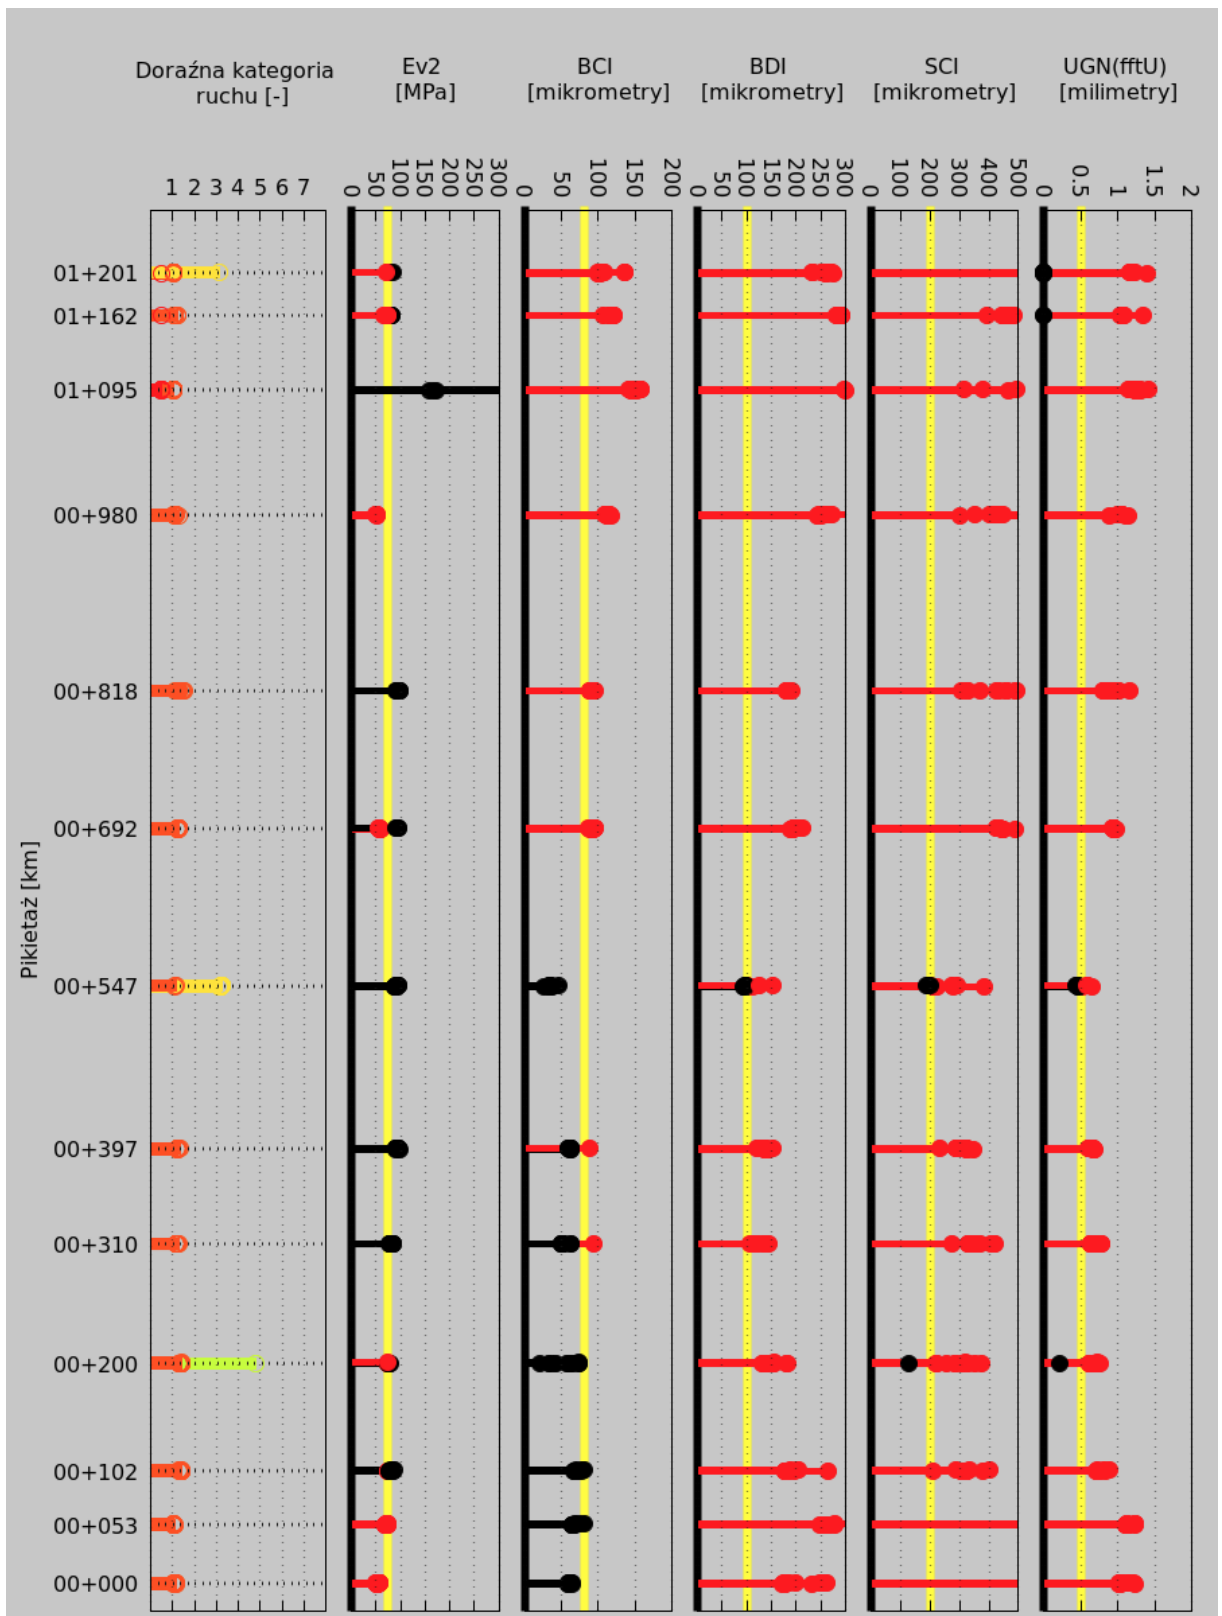 Doraźna kategoria
ruchu [-]
Ev2
[MPa]
BCI
[mikrometry]
BDI
[mikrometry]
SCI
[mikrometry]
UGN(fftU)
[milimetry]
1 2 3 4 5 6 7
0 50 100 150 200 250 300
0 50 100 150 200
0 50 100 150 200 250 300
0 100 200 300 400 500
0 0.5 1 1.5 2
01+201
01+162
01+095
00+980
00+818
00+692
00+547
00+397
00+310
00+200
00+102
00+053
00+000
Pikietaż [km]